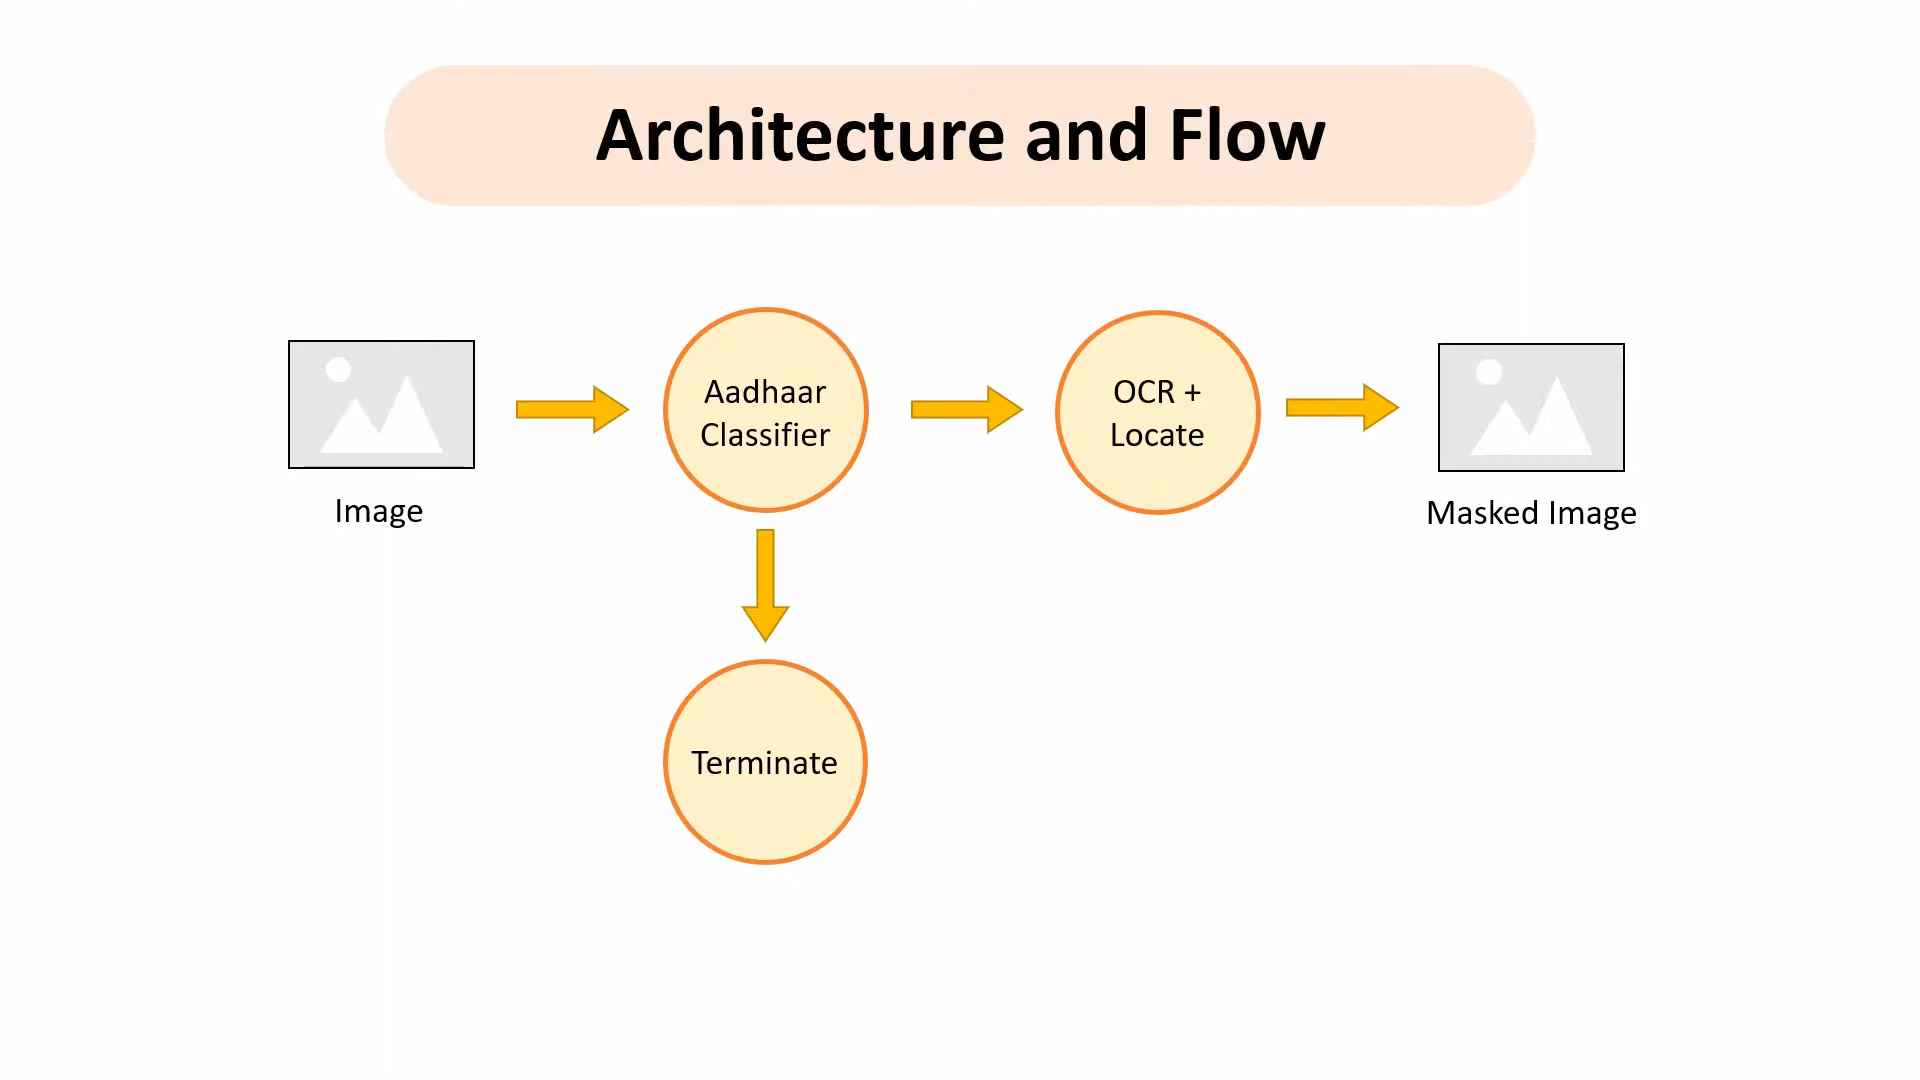 Architecture and Flow
Aadhaar
Classifier
OCR +
Locate
Image
Masked Image
Terminate